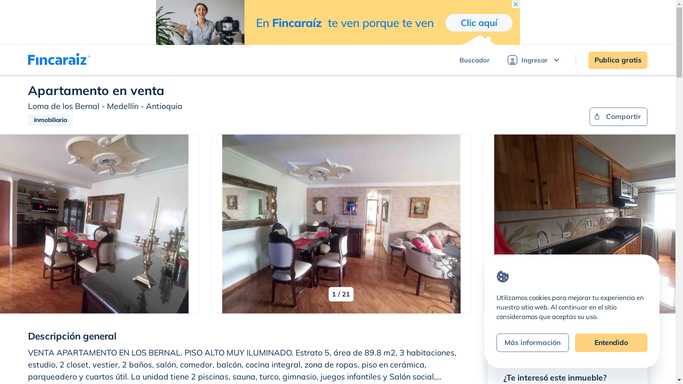 En Fincaraíz te ven porque te ven
Clic aquí
Fincaraíz
Buscador
Ingresar
Publica gratis
Apartamento en venta
Loma de los Bernal - Medellín - Antioquia
Inmobiliaria
Compartir
1 / 21
Utilizamos cookies para mejorar tu experiencia en
nuestro sitio web. Al continuar en el sitio
consideramos que aceptas su uso.
Más información
Entendido
Descripción general
VENTA APARTAMENTO EN LOS BERNAL. PISO ALTO MUY ILUMINADO. Estrato 5, área de 89.8 m2, 3 habitaciones,
estudio, 2 closet, vestier, 2 baños, salón, comedor, balcón, cocina integral, zona de ropas, piso en cerámica,
parqueadero y cuartos útil. La unidad tiene 2 piscinas, sauna, turco, gimnasio, juegos infantiles y Salón social,...
¿Te interesó este inmueble?